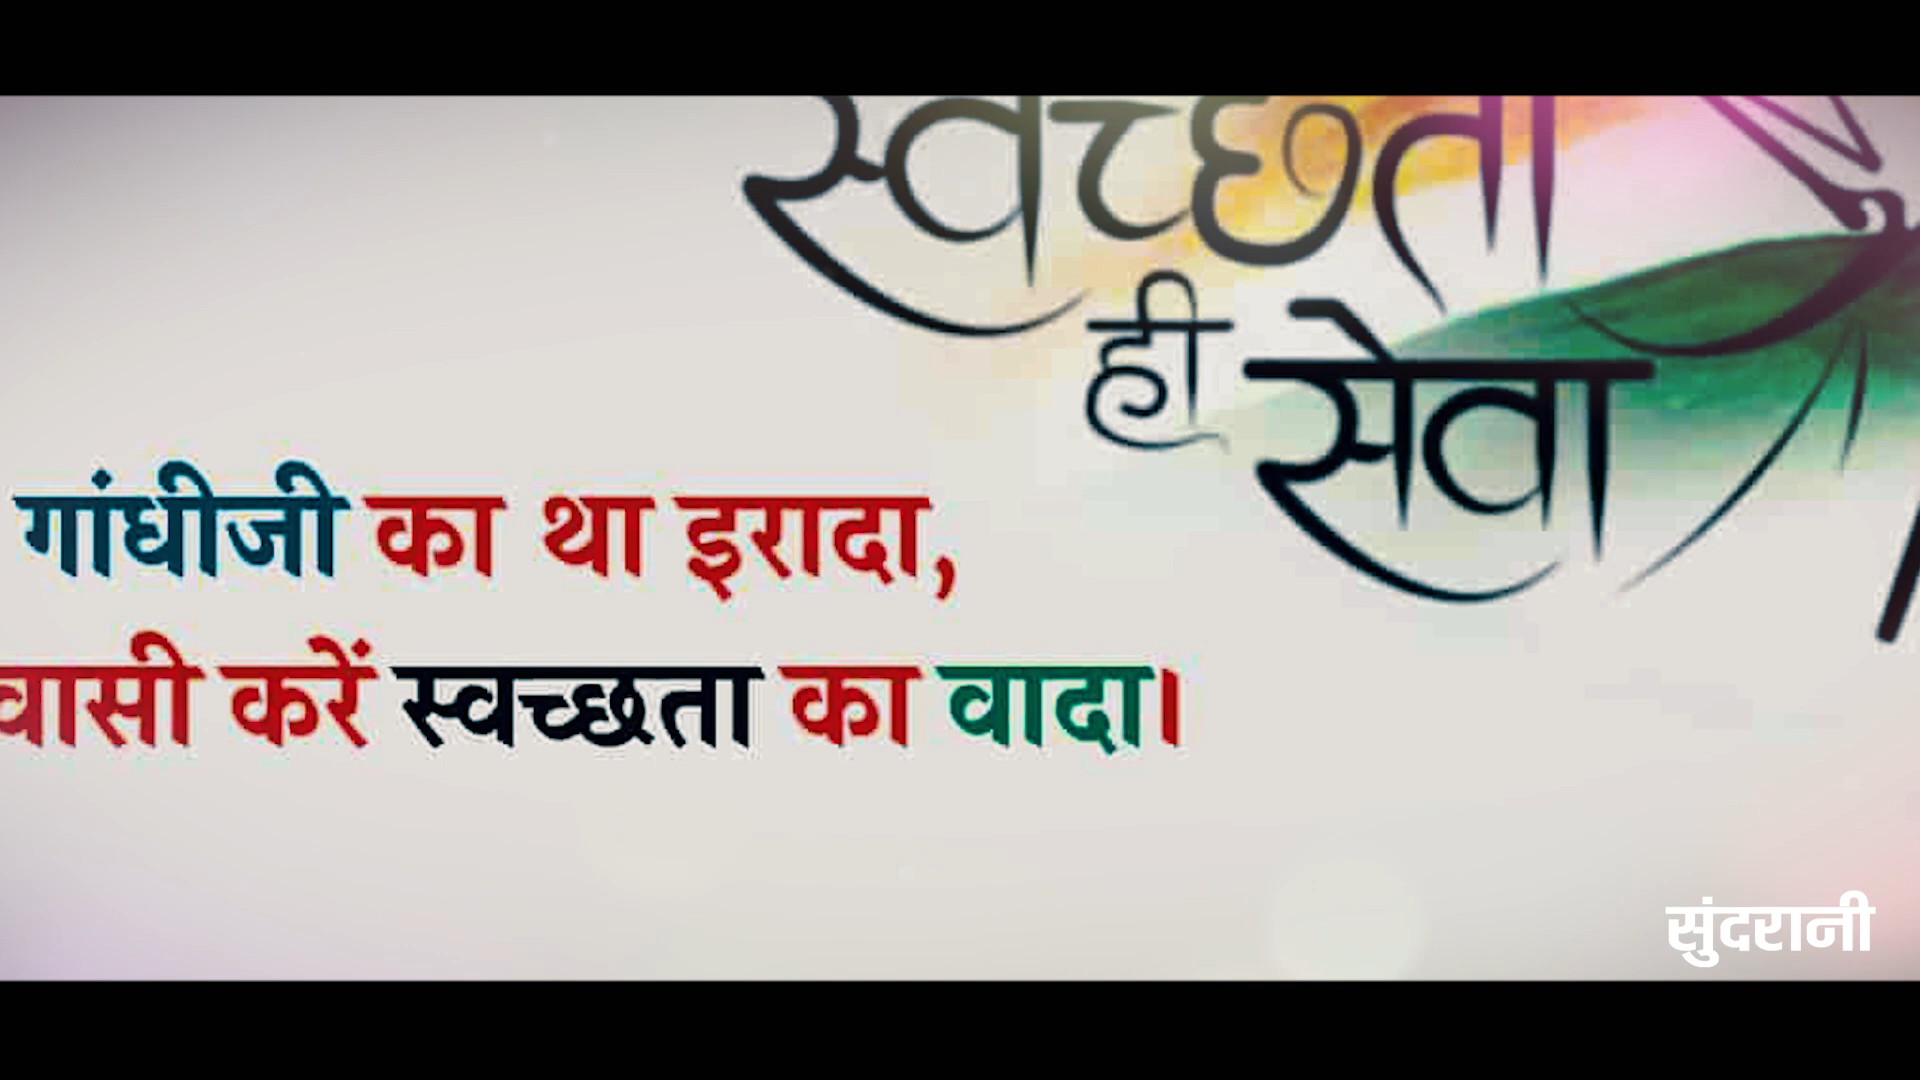 स्वच्छता
ही सेवा
गांधीजी का था इरादा,
वासी करें स्वच्छता का वादा।
सुंदरानी